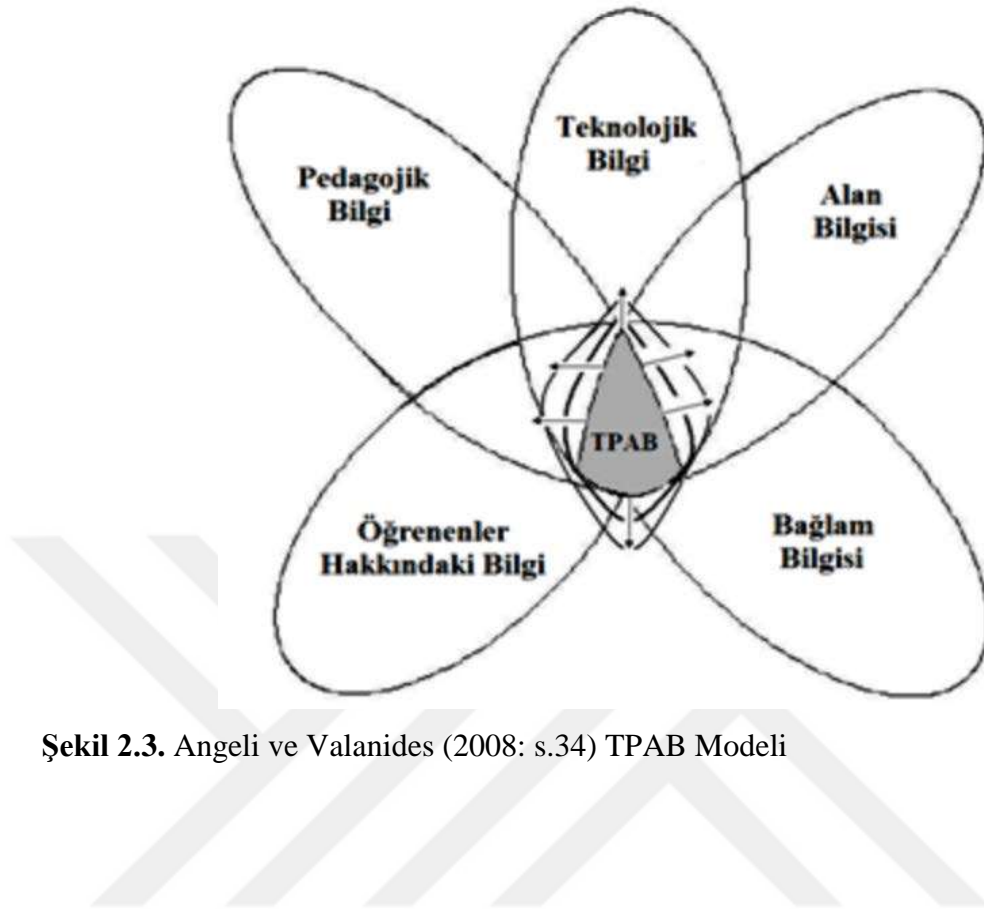 Teknolojik
Bilgi
Pedagojik
Bilgi
Alan
Bilgisi
TPAB
Öğrenenler
Hakkındaki Bilgi
Bağlam
Bilgisi
Şekil 2.3. Angeli ve Valanides (2008: s.34) TPAB Modeli